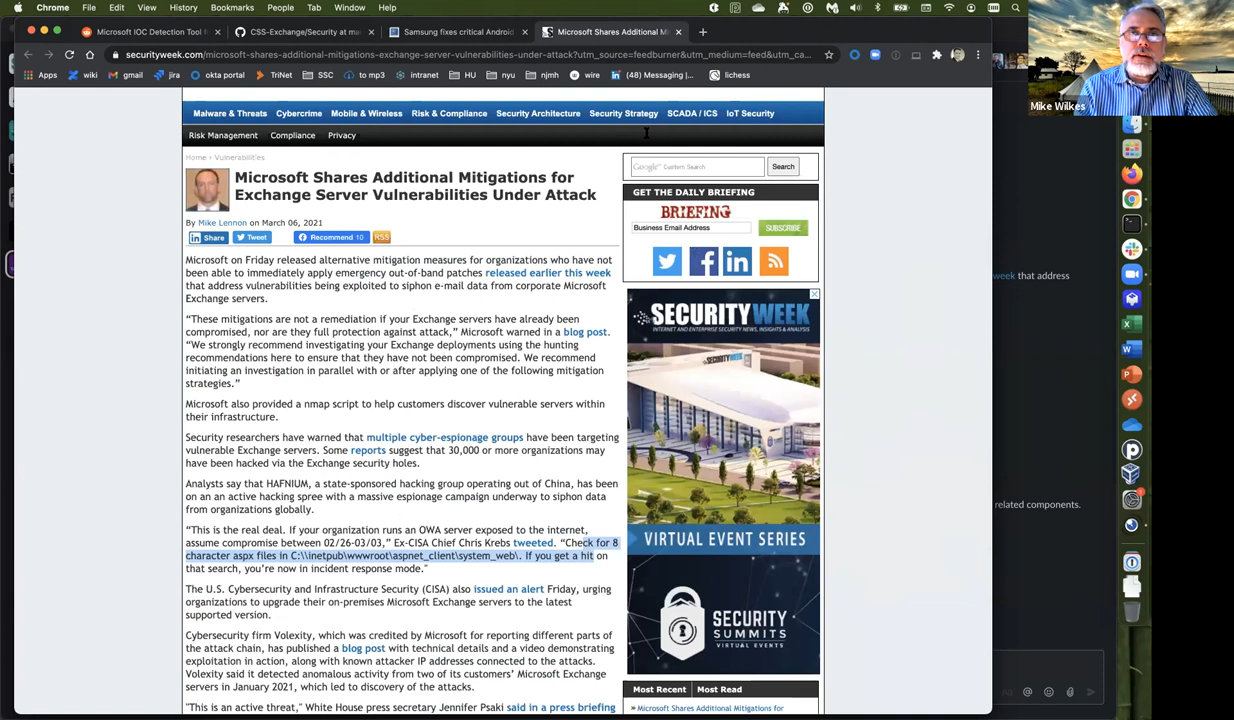 Chrome File Edit View History Bookmarks People Tab Window Help
Microsoft IOC Detection Tool f
CSS-Exchange/Security at ma
Samsung fixes critical Android
Microsoft Shares Additional Mi
securityweek.com/microsoft-shares-additional-mitigations-exchange-server-vulnerabilities-under-attack?utm_source=feedburner&utm_medium=feed&utm_ca...
Apps wiki gmail jira okta portal TriNet SSC to mp3 intranet HU nyu njmh wire (48) Messaging |... lichess
Mike Wilkes
Malware & Threats Cybercrime Mobile & Wireless Risk & Compliance Security Architecture Security Strategy SCADA / ICS IoT Security
Risk Management Compliance Privacy
Home › Vulnerabilities
Microsoft Shares Additional Mitigations for
Exchange Server Vulnerabilities Under Attack
By Mike Lennon on March 06, 2021
in Share Tweet Recommend 10 RSS
Microsoft on Friday released alternative mitigation measures for organizations who have not
been able to immediately apply emergency out-of-band patches released earlier this week
that address vulnerabilities being exploited to siphon e-mail data from corporate Microsoft
Exchange servers.
“These mitigations are not a remediation if your Exchange servers have already been
compromised, nor are they full protection against attack,” Microsoft warned in a blog post.
“We strongly recommend investigating your Exchange deployments using the hunting
recommendations here to ensure that they have not been compromised. We recommend
initiating an investigation in parallel with or after applying one of the following mitigation
strategies.”
Microsoft also provided a nmap script to help customers discover vulnerable servers within
their infrastructure.
Security researchers have warned that multiple cyber-espionage groups have been targeting
vulnerable Exchange servers. Some reports suggest that 30,000 or more organizations may
have been hacked via the Exchange security holes.
Analysts say that HAFNIUM, a state-sponsored hacking group operating out of China, has been
on an an active hacking spree with a massive espionage campaign underway to siphon data
from organizations globally.
“This is the real deal. If your organization runs an OWA server exposed to the internet,
assume compromise between 02/26-03/03,” Ex-CISA Chief Chris Krebs tweeted. “Check for 8
character aspx files in C:\\inetpub\wwwroot\aspnet_client\system_web\. If you get a hit on
that search, you’re now in incident response mode."
The U.S. Cybersecurity and Infrastructure Security (CISA) also issued an alert Friday, urging
organizations to upgrade their on-premises Microsoft Exchange servers to the latest
supported version.
Cybersecurity firm Volexity, which was credited by Microsoft for reporting different parts of
the attack chain, has published a blog post with technical details and a video demonstrating
exploitation in action, along with known attacker IP addresses connected to the attacks.
Volexity said it detected anomalous activity from two of its customers’ Microsoft Exchange
servers in January 2021, which led to discovery of the attacks.
"This is an active threat," White House press secretary Jennifer Psaki said in a press briefing
Google Custom Search Search
GET THE DAILY BRIEFING
BRIEFING
Business Email Address SUBSCRIBE
SECURITYWEEK
INTERNET AND ENTERPRISE SECURITY NEWS, INSIGHTS & ANALYSIS
SECURITYWEEK
VIRTUAL EVENT SERIES
SECURITY
SUMMITS
VIRTUAL EVENTS
Most Recent Most Read
» Microsoft Shares Additional Mitigations for
week that address
related components.